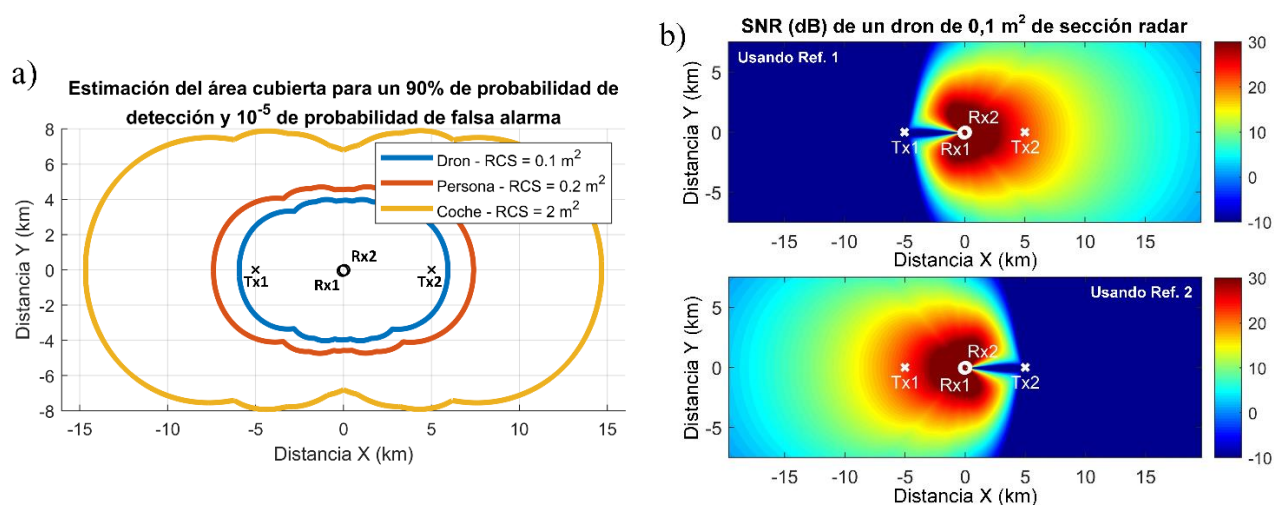 a)
Estimación del área cubierta para un 90% de probabilidad de
detección y 10⁻⁵ de probabilidad de falsa alarma
8
6
4
2
0
-2
-4
-6
-8
Distancia Y (km)
Dron - RCS = 0.1 m²
Persona - RCS = 0.2 m²
Coche - RCS = 2 m²
Rx2
Tx1
Rx1
Tx2
-15
-10
-5
0
5
10
15
Distancia X (km)
b)
SNR (dB) de un dron de 0,1 m² de sección radar
Usando Ref. 1
5
0
-5
Distancia Y (km)
Rx2
Tx1
Rx1
Tx2
-15
-10
-5
0
5
10
15
Distancia X (km)
30
20
10
0
-10
Usando Ref. 2
5
0
-5
Distancia Y (km)
Rx2
Tx1
Rx1
Tx2
-15
-10
-5
0
5
10
15
Distancia X (km)
30
20
10
0
-10